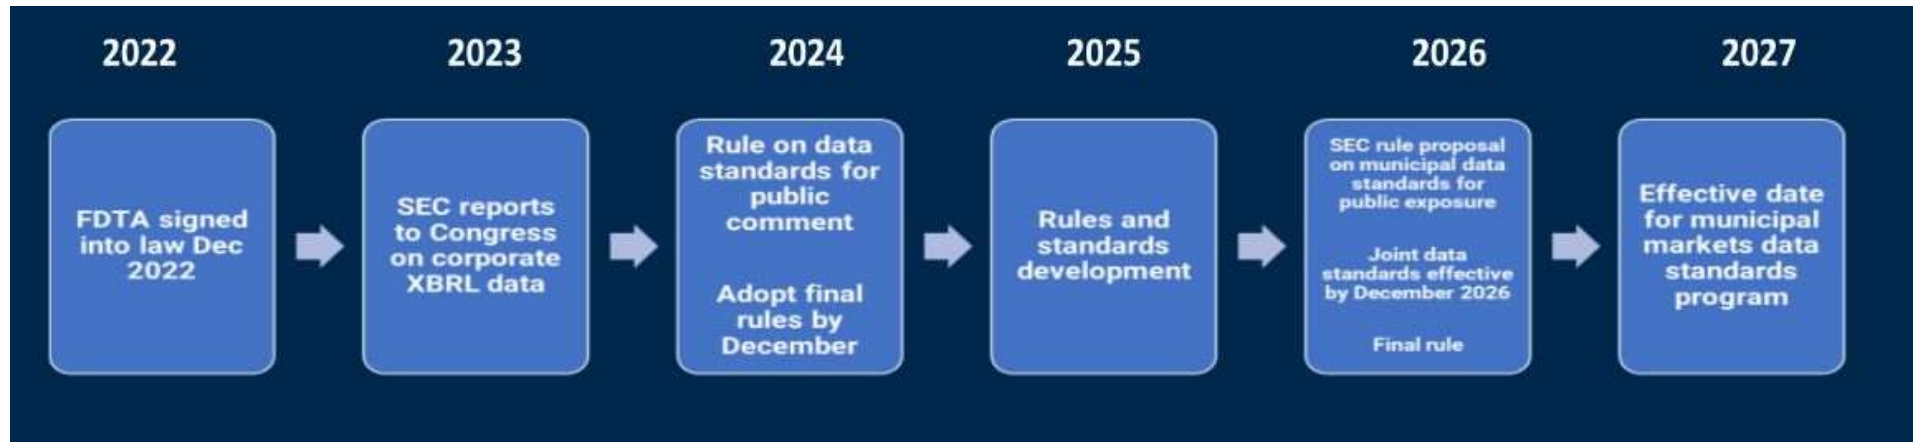 2022
2023
2024
2025
2026
2027
FDTA signed
into law Dec
2022
SEC reports
to Congress
on corporate
XBRL data
Rule on data
standards for
public
comment
Adopt final
rules by
December
Rules and
standards
development
SEC rule proposal
on municipal data
standards for
public exposure
Joint data
standards effective
by December 2026
Final rule
Effective date
for municipal
markets data
standards
program